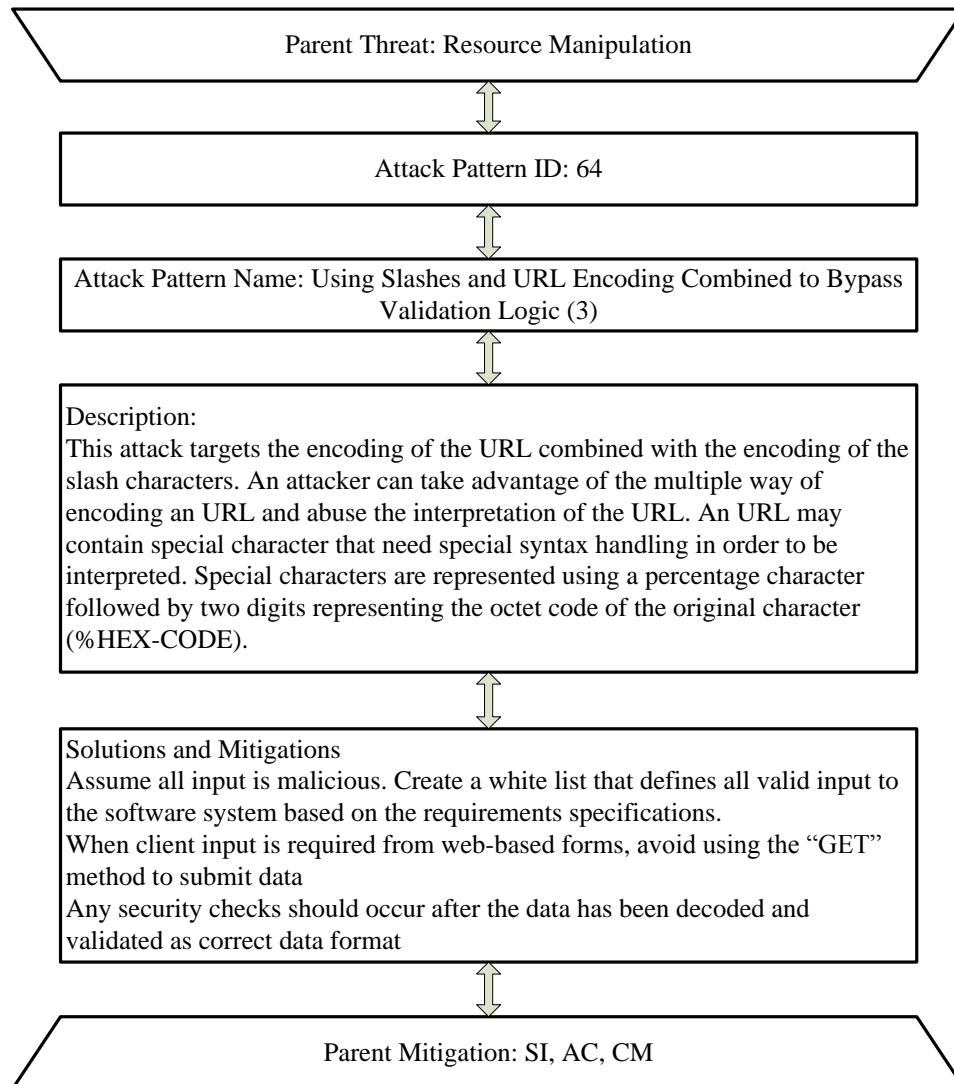 Parent Threat: Resource Manipulation
Attack Pattern ID: 64
Attack Pattern Name: Using Slashes and URL Encoding Combined to Bypass
Validation Logic (3)
Description:
This attack targets the encoding of the URL combined with the encoding of the
slash characters. An attacker can take advantage of the multiple way of
encoding an URL and abuse the interpretation of the URL. An URL may
contain special character that need special syntax handling in order to be
interpreted. Special characters are represented using a percentage character
followed by two digits representing the octet code of the original character
(%HEX-CODE).
Solutions and Mitigations
Assume all input is malicious. Create a white list that defines all valid input to
the software system based on the requirements specifications.
When client input is required from web-based forms, avoid using the “GET”
method to submit data
Any security checks should occur after the data has been decoded and
validated as correct data format
Parent Mitigation: SI, AC, CM